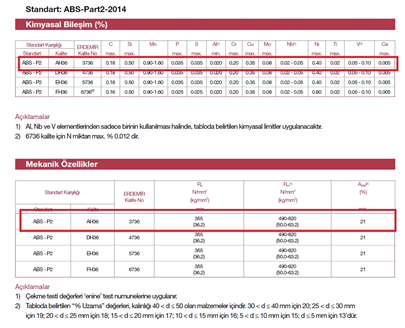 Standart: ABS-Part2-2014
Kimyasal Bileşim (%)
Standart Karşılığı ERDEMİR Kalite No C Si Mn P S Al Cr Cu Mo Nb Ni Ti V Ca
Standart Kalite max. max. max. max. min. max. max. max. max. max. max.
ABS - P2 AH36 3736 0.18 0.50 0.90-1.60 0.035 0.035 0.020 0.20 0.35 0.08 0.02 - 0.05 0.40 0.02 0.05 - 0.10 0.005
ABS - P2 DH36 4736 0.18 0.50 0.90-1.60 0.035 0.035 0.020 0.20 0.35 0.08 0.02 - 0.05 0.40 0.02 0.05 - 0.10 0.005
ABS - P2 EH36 5736 0.18 0.50 0.90-1.60 0.035 0.035 0.020 0.20 0.35 0.08 0.02 - 0.05 0.40 0.02 0.05 - 0.10 0.005
ABS - P2 FH36 6736 0.16 0.50 0.90-1.60 0.025 0.025 0.020 0.20 0.35 0.08 0.02 - 0.05 0.80 0.02 0.05 - 0.10 0.005
Açıklamalar
1) Al, Nb ve V elementlerinden sadece birinin kullanılması halinde, tabloda belirtilen kimyasal limitler uygulanacaktır.
2) 6736 kalite için N miktarı max. % 0.012 dir.
Mekanik Özellikler
Standart Karşılığı ERDEMİR Kalite No N/mm² N/mm² (%)
(kg/mm²) (kg/mm²)
Standart Kalite min. min.
ABS - P2 AH36 3736 355 (36.2) 490-620 (50.0-63.2) 21
ABS - P2 DH36 4736 355 (36.2) 490-620 (50.0-63.2) 21
ABS - P2 EH36 5736 355 (36.2) 490-620 (50.0-63.2) 21
ABS - P2 FH36 6736 355 (36.2) 490-620 (50.0-63.2) 21
Açıklamalar
1) Çekme testi değerleri 'enine' test numunelerine uygulanır.
2) Tabloda belirtilen "% Uzama" değerleri, kalınlığı 40 < d ≤ 50 olan malzemeler içindir. 30 < d ≤ 40 mm için 20; 25 < d ≤ 30 mm
için 19; 20 < d ≤ 25 mm için 18; 15 < d ≤ 20 mm için 17; 10 < d ≤ 15 mm için 16; 5 < d ≤ 10 mm için 15; d ≤ 5 mm için 13'dür.